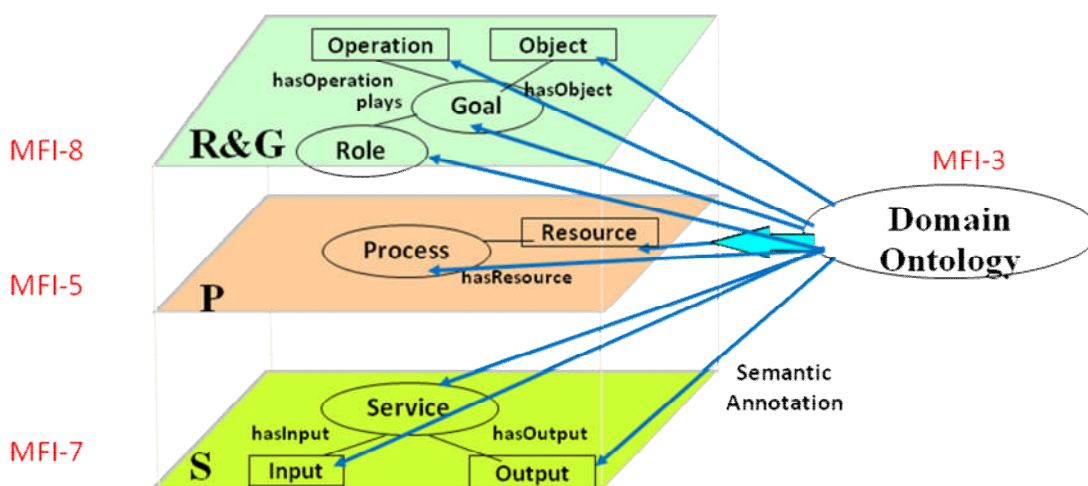 Operation
Object
hasOperation
hasObject
plays
Goal
MFI-8
R&G
Role
MFI-3
Domain
Ontology
Resource
Process
hasResource
MFI-5
P
Semantic
Annotation
Service
hasInput
hasOutput
MFI-7
S
Input
Output